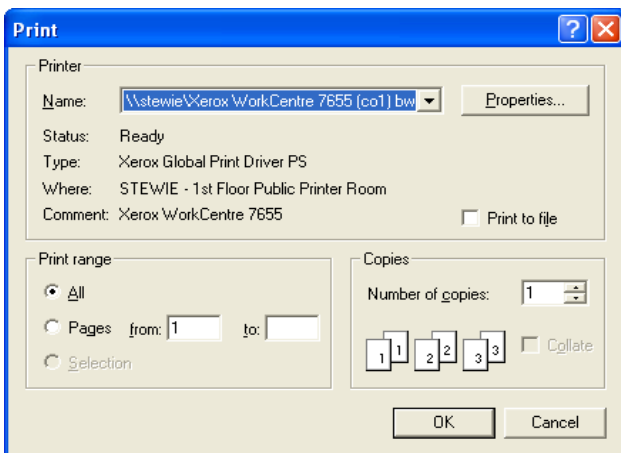 Print
Printer
Name: \\stewie\Xerox WorkCentre 7655 (co1) bw Properties...
Status: Ready
Type: Xerox Global Print Driver PS
Where: STEWIE - 1st Floor Public Printer Room
Comment: Xerox WorkCentre 7655 Print to file
Print range
All
Pages from: 1 to:
Selection
Copies
Number of copies: 1
1 1 2 2 3 3 Collate
OK Cancel